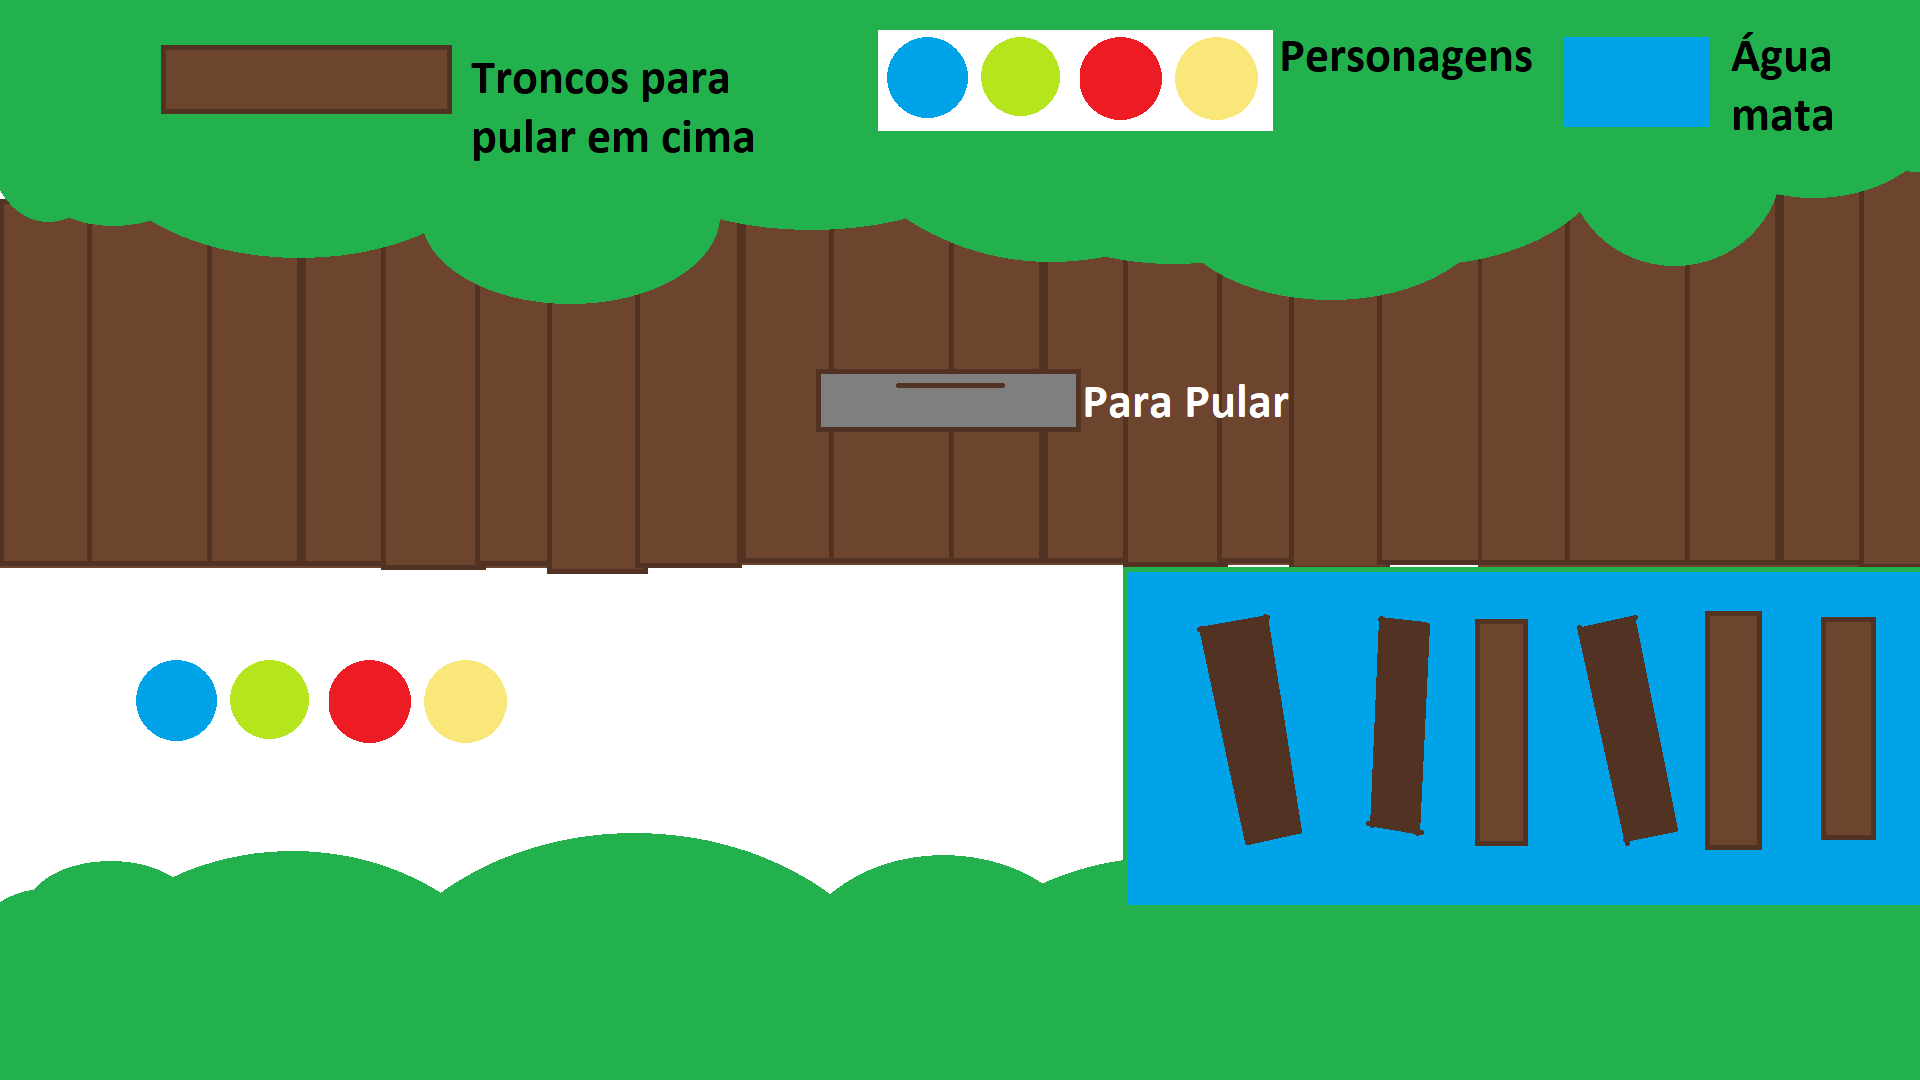 Troncos para
pular em cima
Personagens
Água
mata
Para Pular